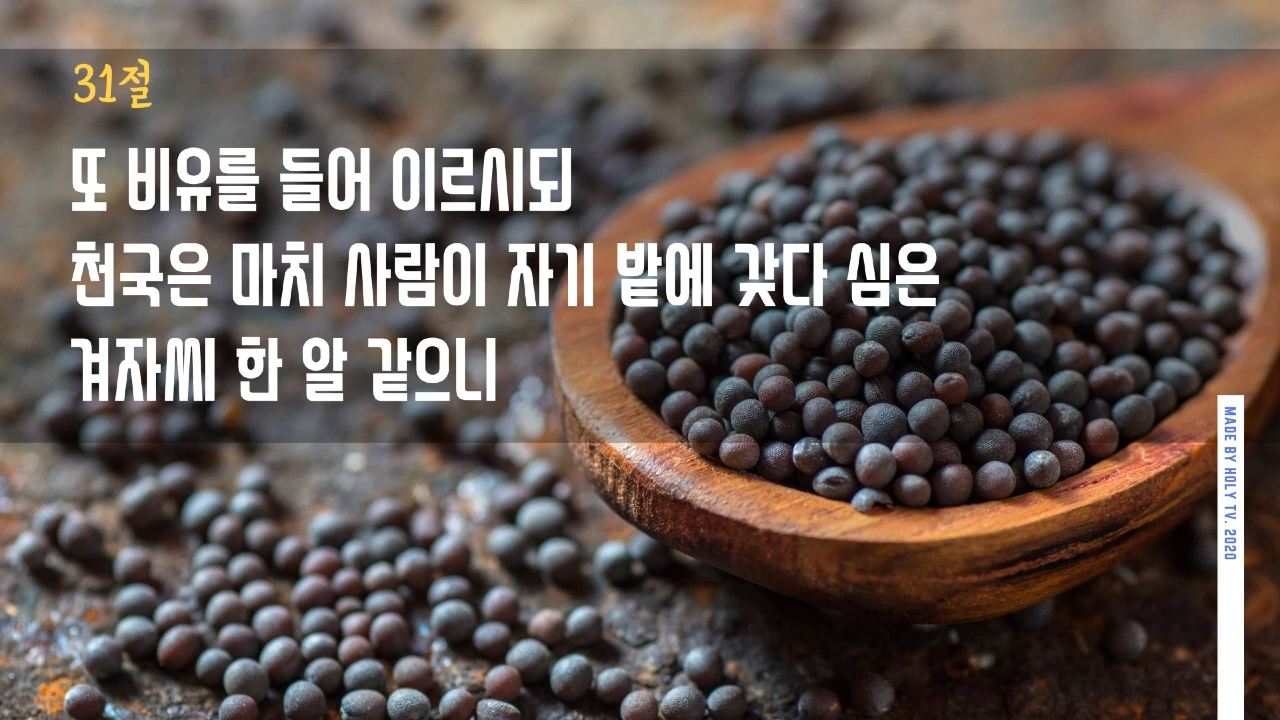 31절
또 비유를 들어 이르시되
천국은 마치 사람이 자기 밭에 갖다 심은
겨자씨 한 알 같으니
MADE BY HOLY TV. 2020